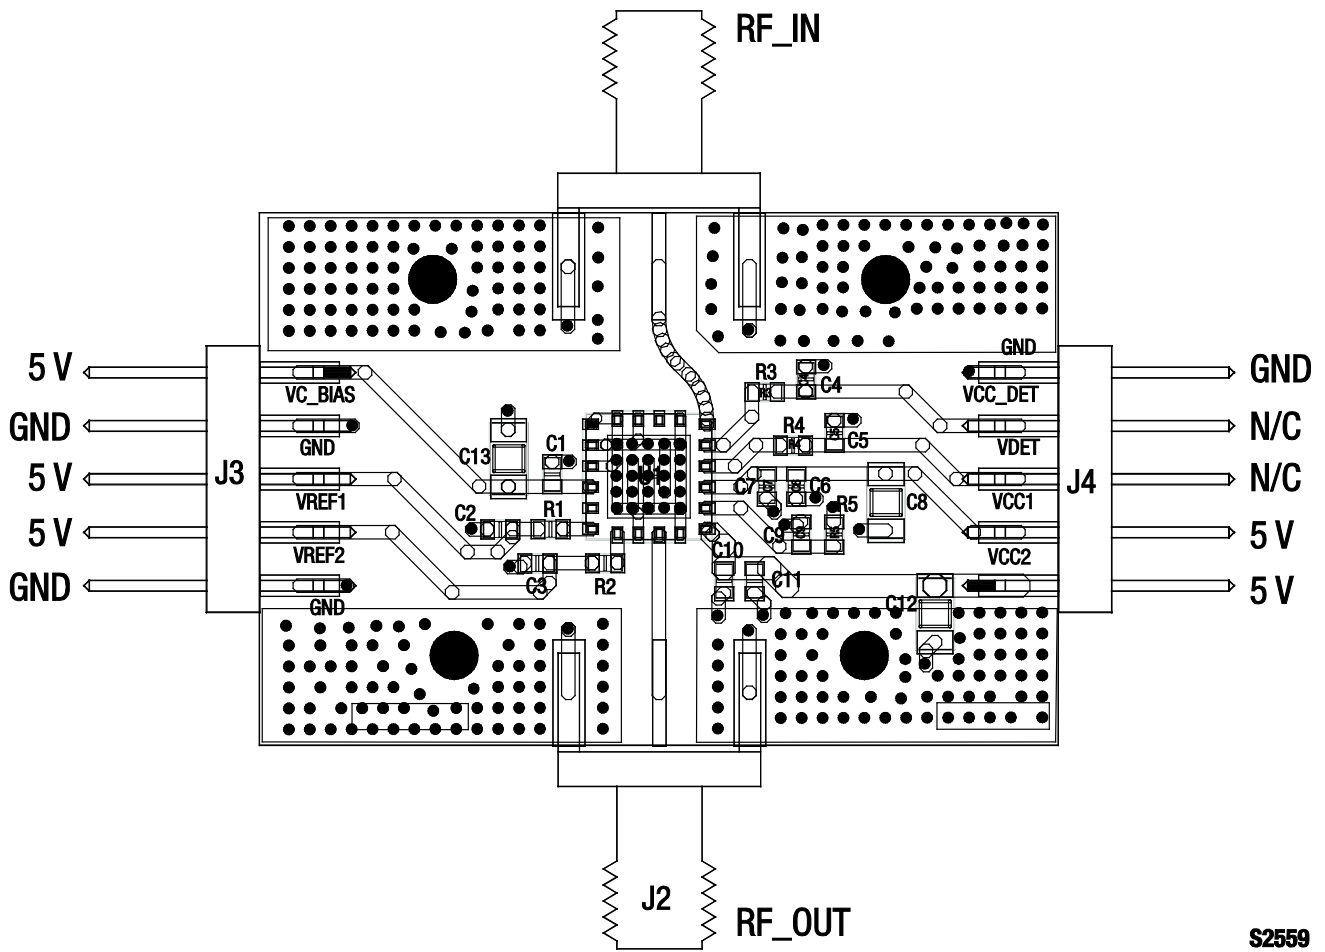 RF_IN
GND
5 V
GND
VC_BIAS
R3
C4
VCC_DET
GND
N/C
GND
R4
C5
VDET
J3
C13
C1
U1
J4
5 V
N/C
VREF1
C7
C6
C8
VCC1
C2
R1
R5
5 V
5 V
VREF2
C9
VCC2
C10
C3
R2
C11
GND
5 V
GND
C12
J2
RF_OUT
S2559